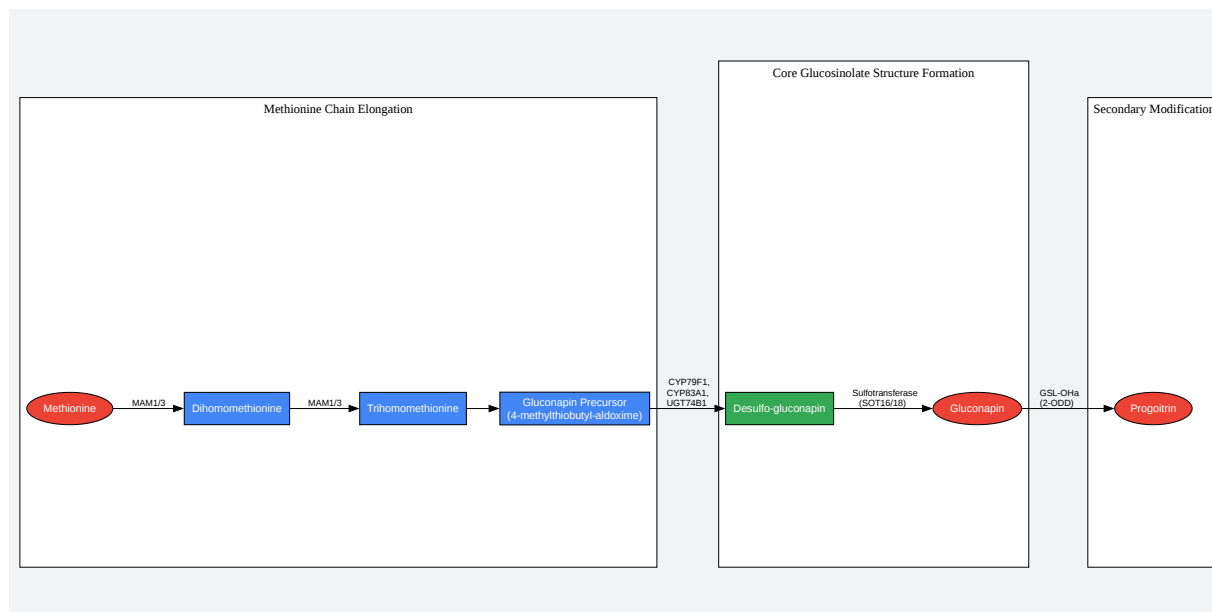 Core Glucosinolate Structure Formation
Methionine Chain Elongation
Secondary Modification
Methionine
MAM1/3
Dihomomethionine
MAM1/3
Trihomomethionine
Gluconapin Precursor
(4-methylthiobutyl-aldoxime)
CYP79F1,
CYP83A1,
UGT74B1
Desulfo-gluconapin
Sulfotransferase
(SOT16/18)
Gluconapin
GSL-OHa
(2-ODD)
Progoitrin